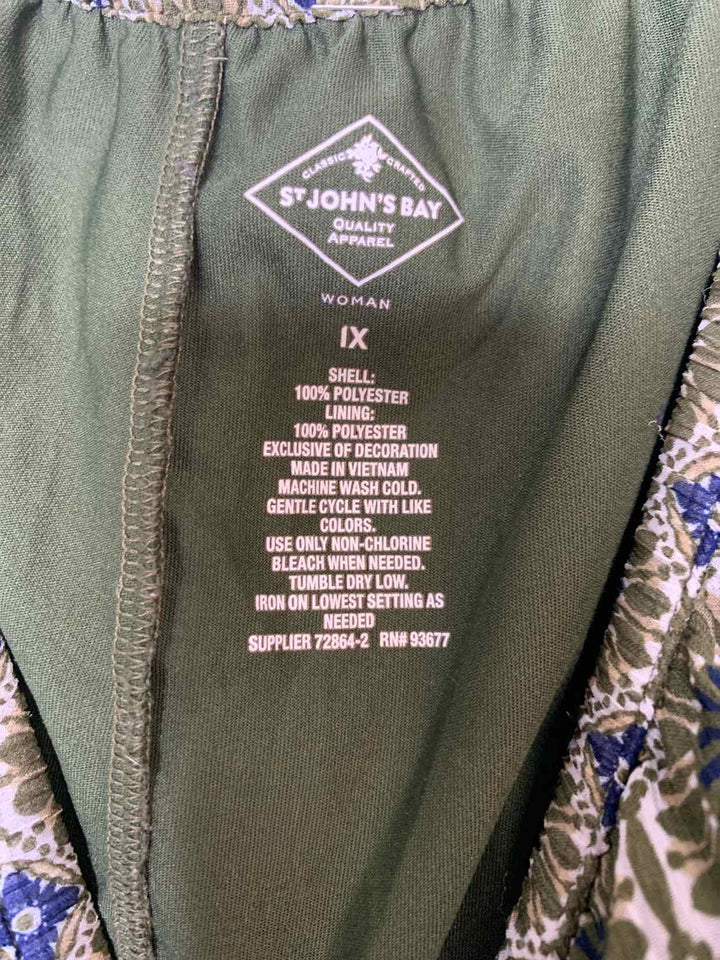 CLASSIC CRAFTED
ST JOHN'S BAY
QUALITY
APPAREL
WOMAN
1X
SHELL:
100% POLYESTER
LINING:
100% POLYESTER
EXCLUSIVE OF DECORATION
MADE IN VIETNAM
MACHINE WASH COLD.
GENTLE CYCLE WITH LIKE
COLORS.
USE ONLY NON-CHLORINE
BLEACH WHEN NEEDED.
TUMBLE DRY LOW.
IRON ON LOWEST SETTING AS
NEEDED
SUPPLIER 72864-2 RN# 93677